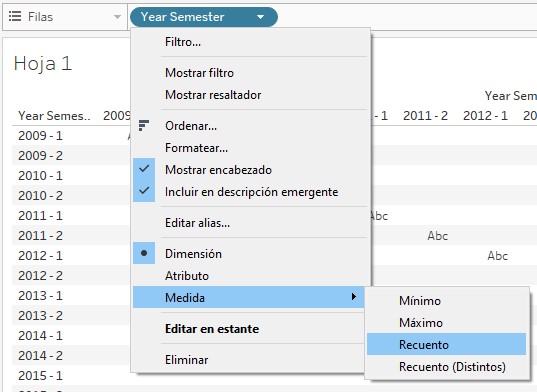 Filas
Year Semester
Hoja 1
Year Sem
Year Semes..
2009
- 1
2011 - 2
2012 - 1
2009 - 1
2009 - 2
2010 - 1
2010 - 2
2011 - 1
Abc
2011 - 2
Abc
2012 - 1
Abc
2012 - 2
2013 - 1
2013 - 2
2014 - 1
2014 - 2
2015 - 1
Filtro...
Mostrar filtro
Mostrar resaltador
Ordenar...
Formatear...
Mostrar encabezado
Incluir en descripción emergente
Editar alias...
Dimensión
Atributo
Medida
Editar en estante
Eliminar
Mínimo
Máximo
Recuento
Recuento (Distintos)